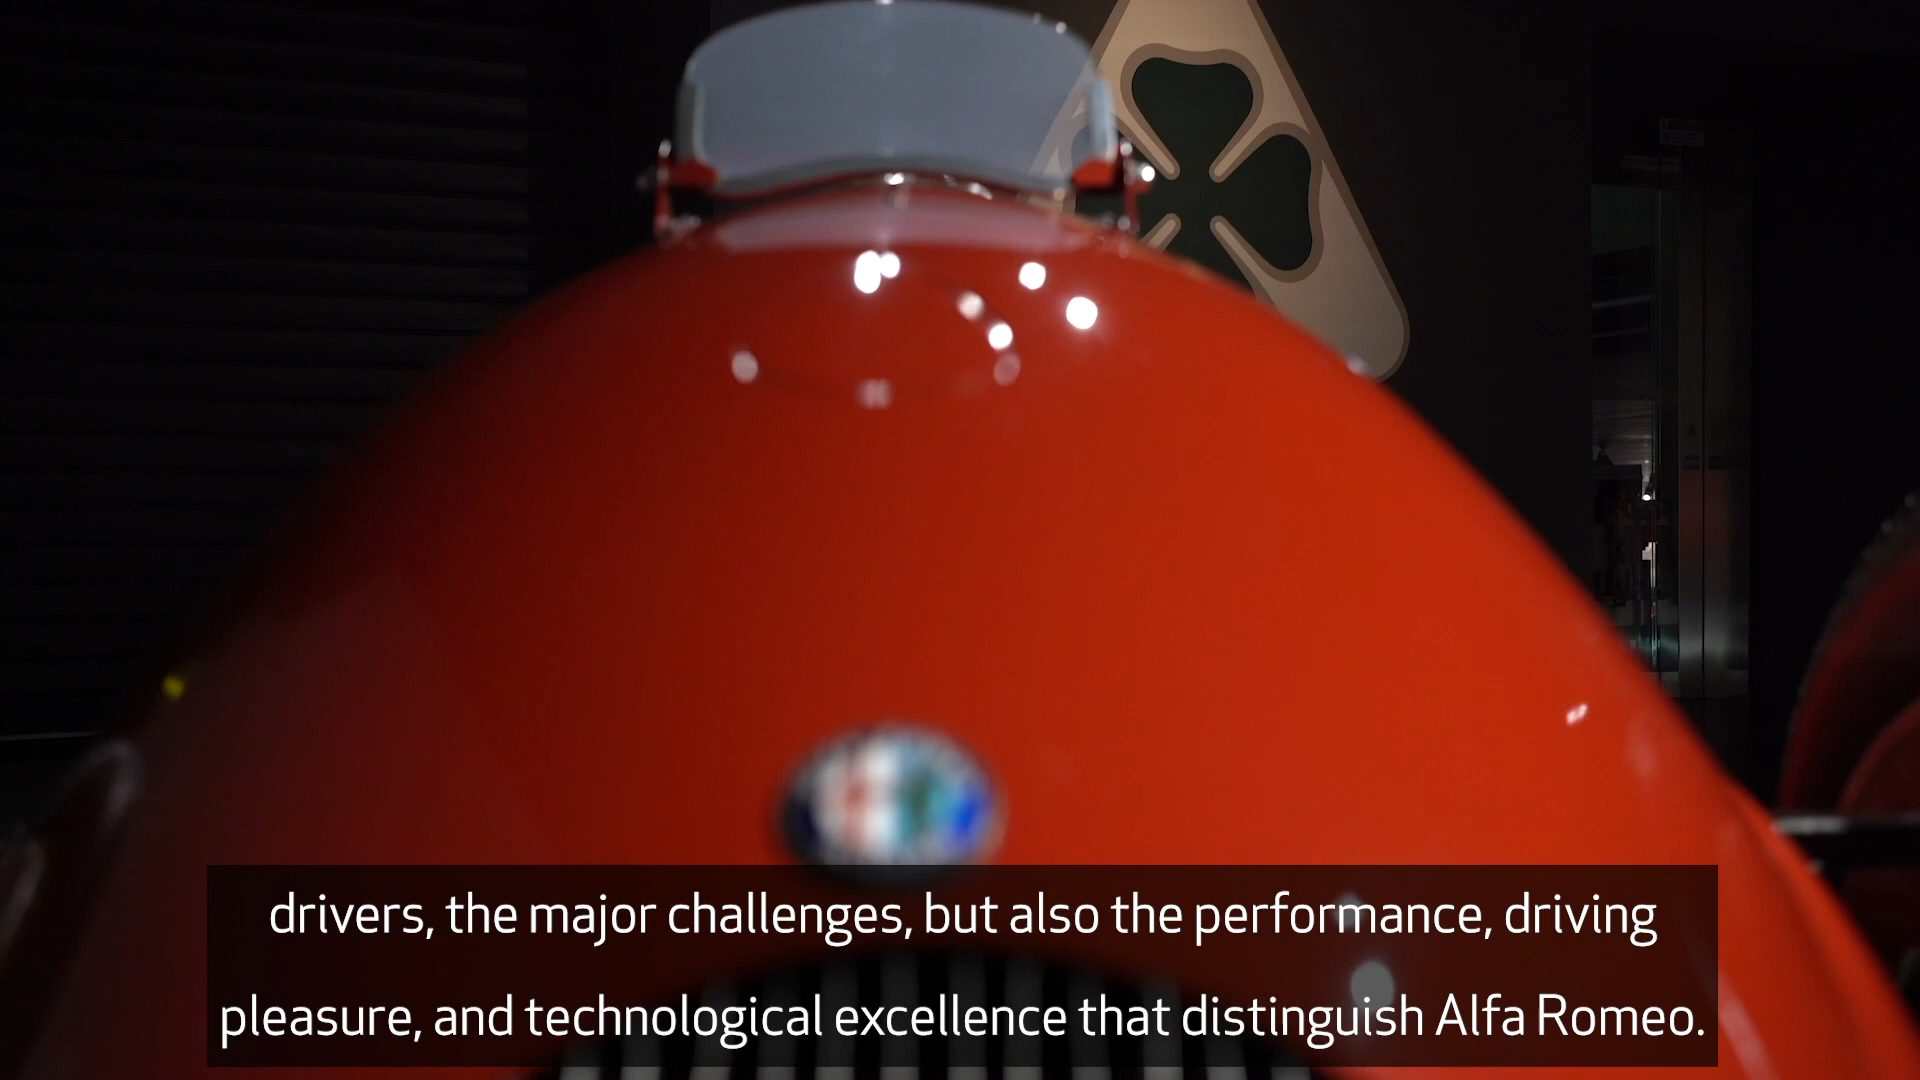 drivers, the major challenges, but also the performance, driving
pleasure, and technological excellence that distinguish Alfa Romeo.